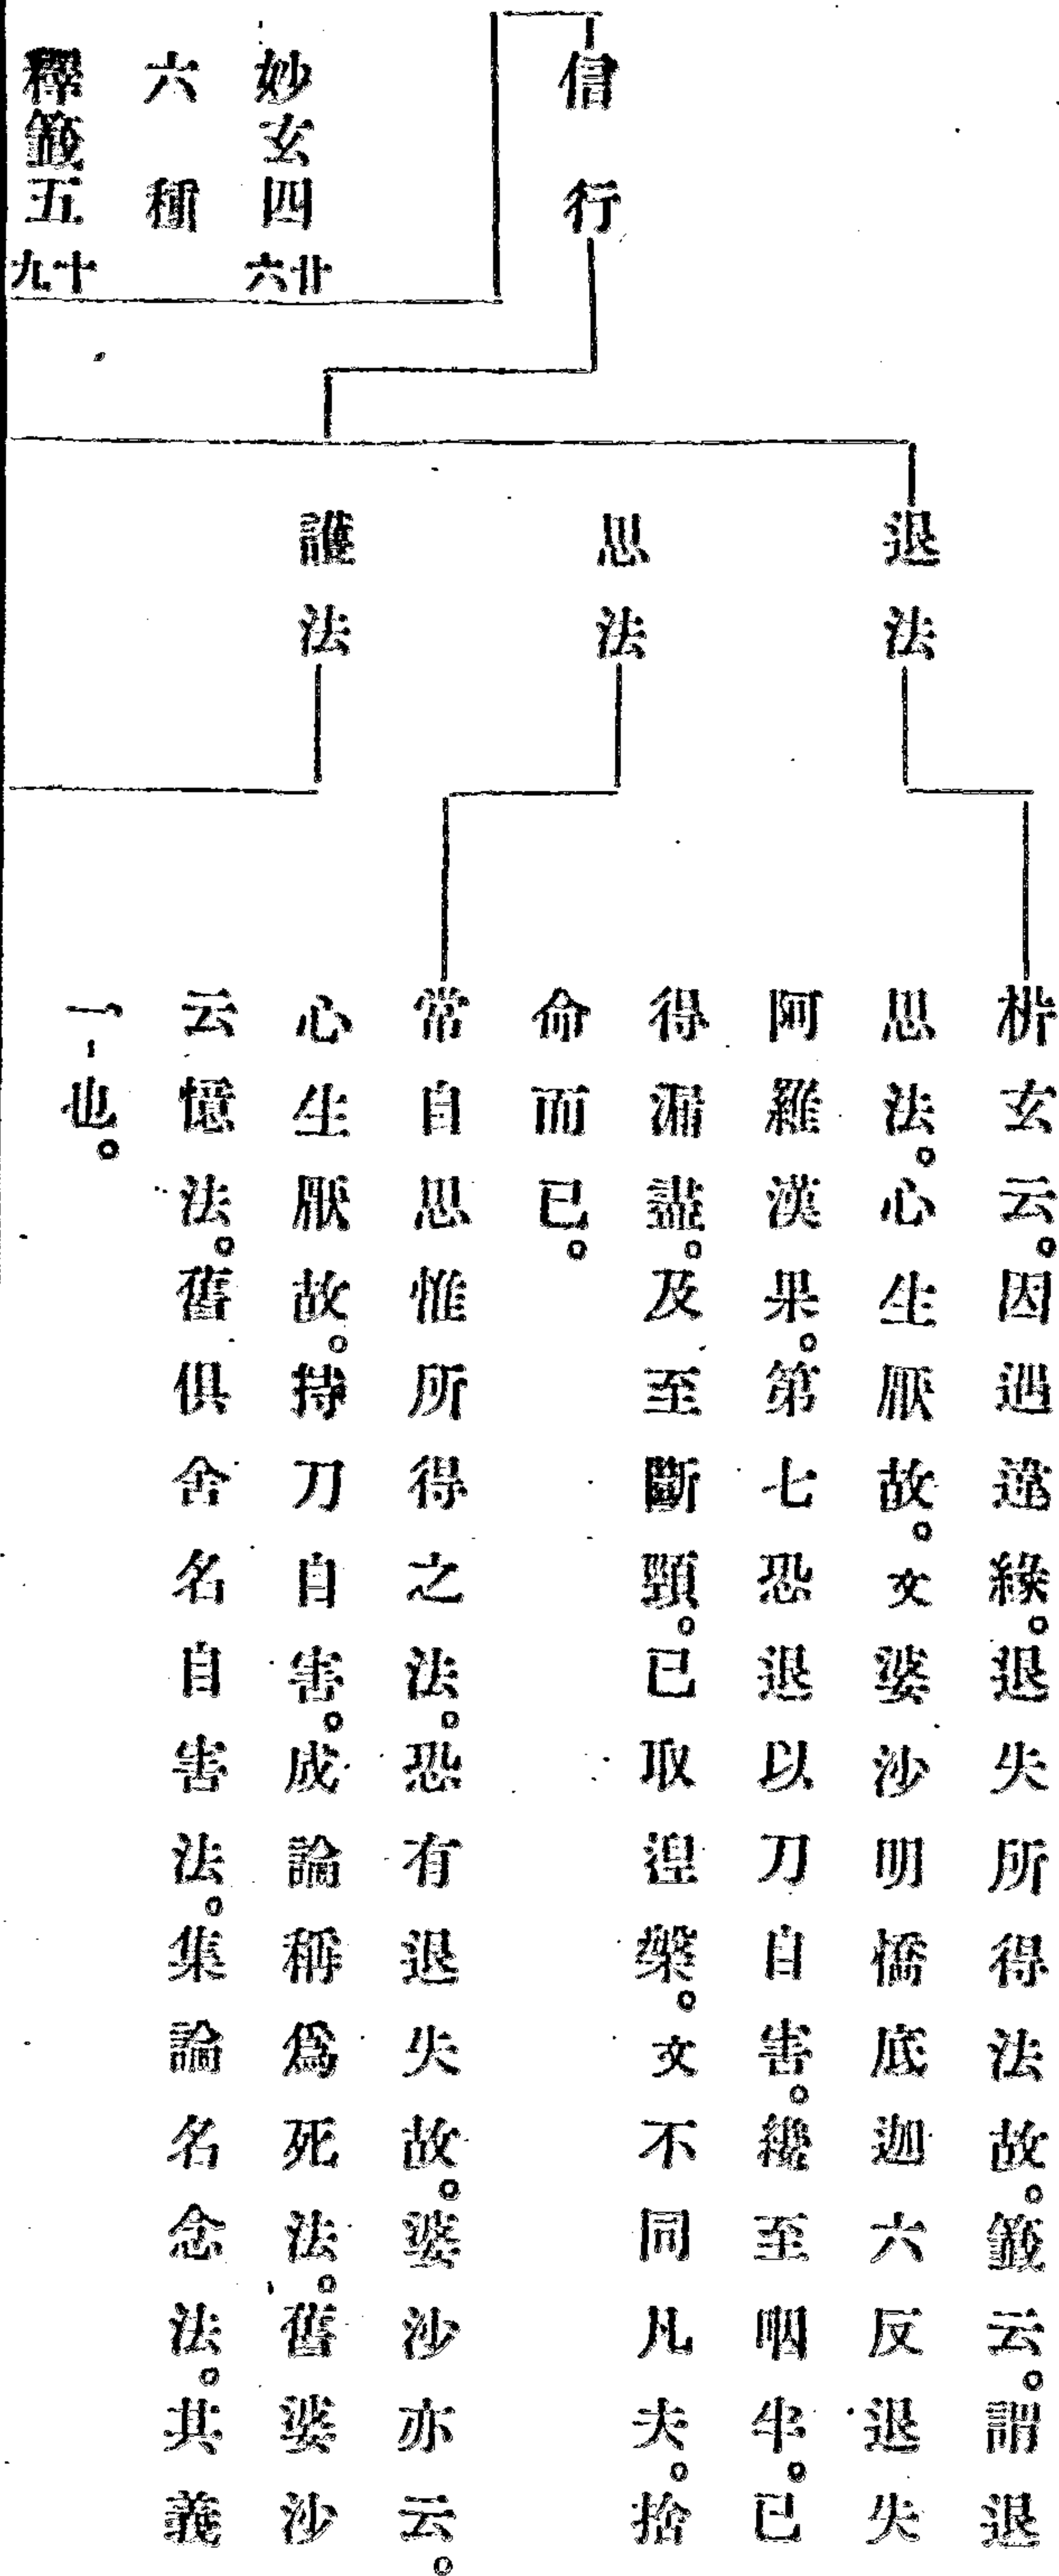 信行
妙玄四廿六
六種
釋籤五十九
退法
枡玄云。因遇違緣。退失所得法故。籤云。謂退
思法。心生厭故。文婆沙明憍底迦六反退失
阿羅漢果。第七恐退以刀自害。纔至咽半。已
得漏盡。及至斷頸。已取涅槃。文不同凡夫。捨
命而已。
思法
常自思惟所得之法。恐有退失故。婆沙亦云。
心生厭故。持刀自害。成論稱爲死法。舊婆沙
云憶法。舊俱舍名自害法。集論名念法。其義
一也。
護法